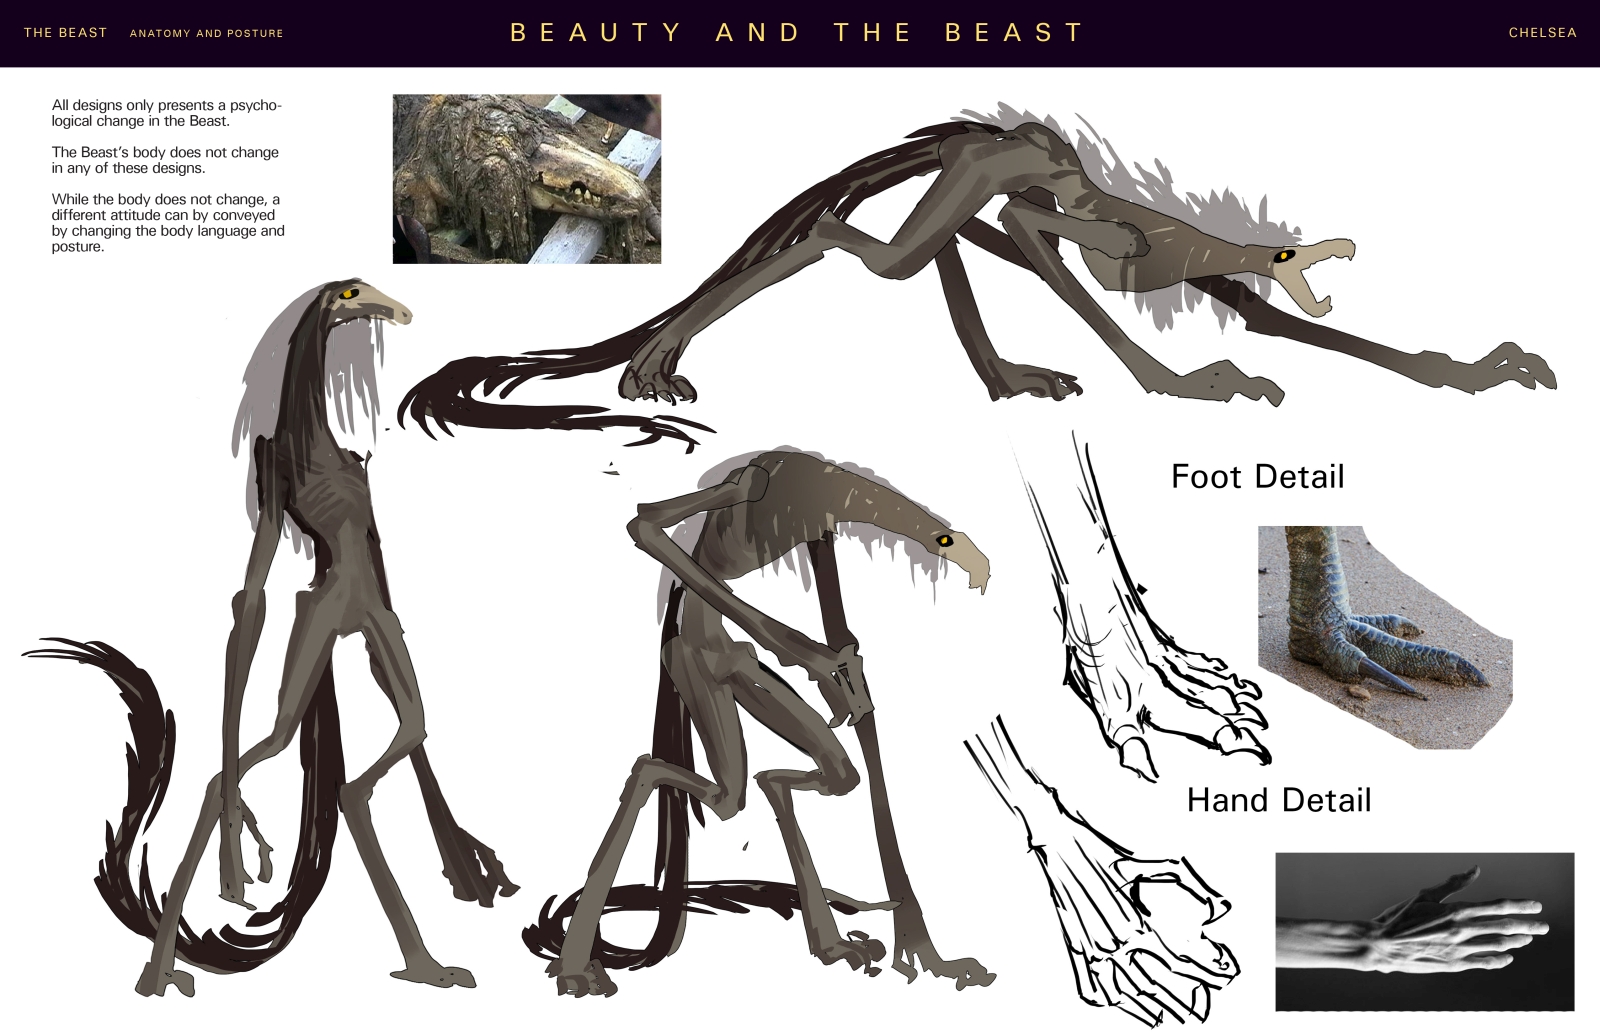 THE BEAST ANATOMY AND POSTURE
BEAUTY AND THE BEAST
CHELSEA
All designs only presents a psycho-
logical change in the Beast.
The Beast's body does not change
in any of these designs.
While the body does not change, a
different attitude can by conveyed
by changing the body language and
posture.
Foot Detail
Hand Detail